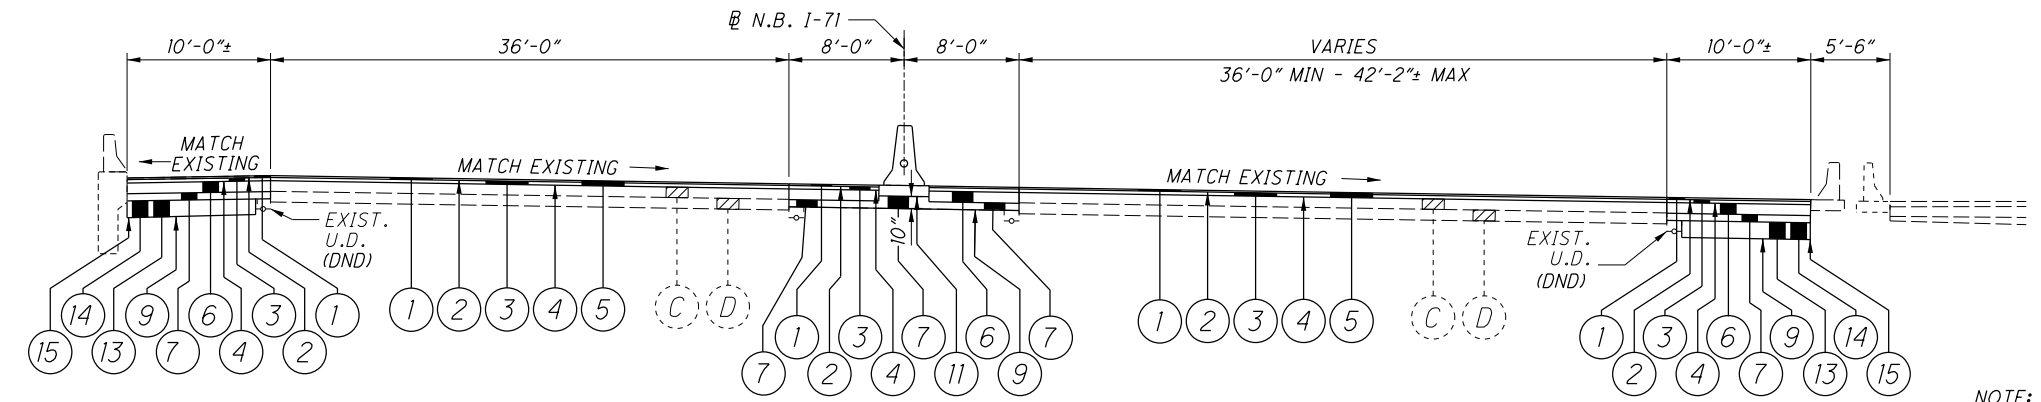 ℄ N.B. I-71
10'-0"±
36'-0"
8'-0"
8'-0"
VARIES
36'-0" MIN - 42'-2"± MAX
10'-0"±
5'-6"
MATCH
EXISTING
MATCH EXISTING
MATCH EXISTING
EXIST.
U.D.
(DND)
10"
EXIST.
U.D.
(DND)
15
14
13
9
7
6
4
3
2
1
1
2
3
4
5
C
D
7
1
2
3
4
7
11
6
9
7
1
2
3
4
5
C
D
1
2
3
4
6
7
9
13
14
15
NOTE: